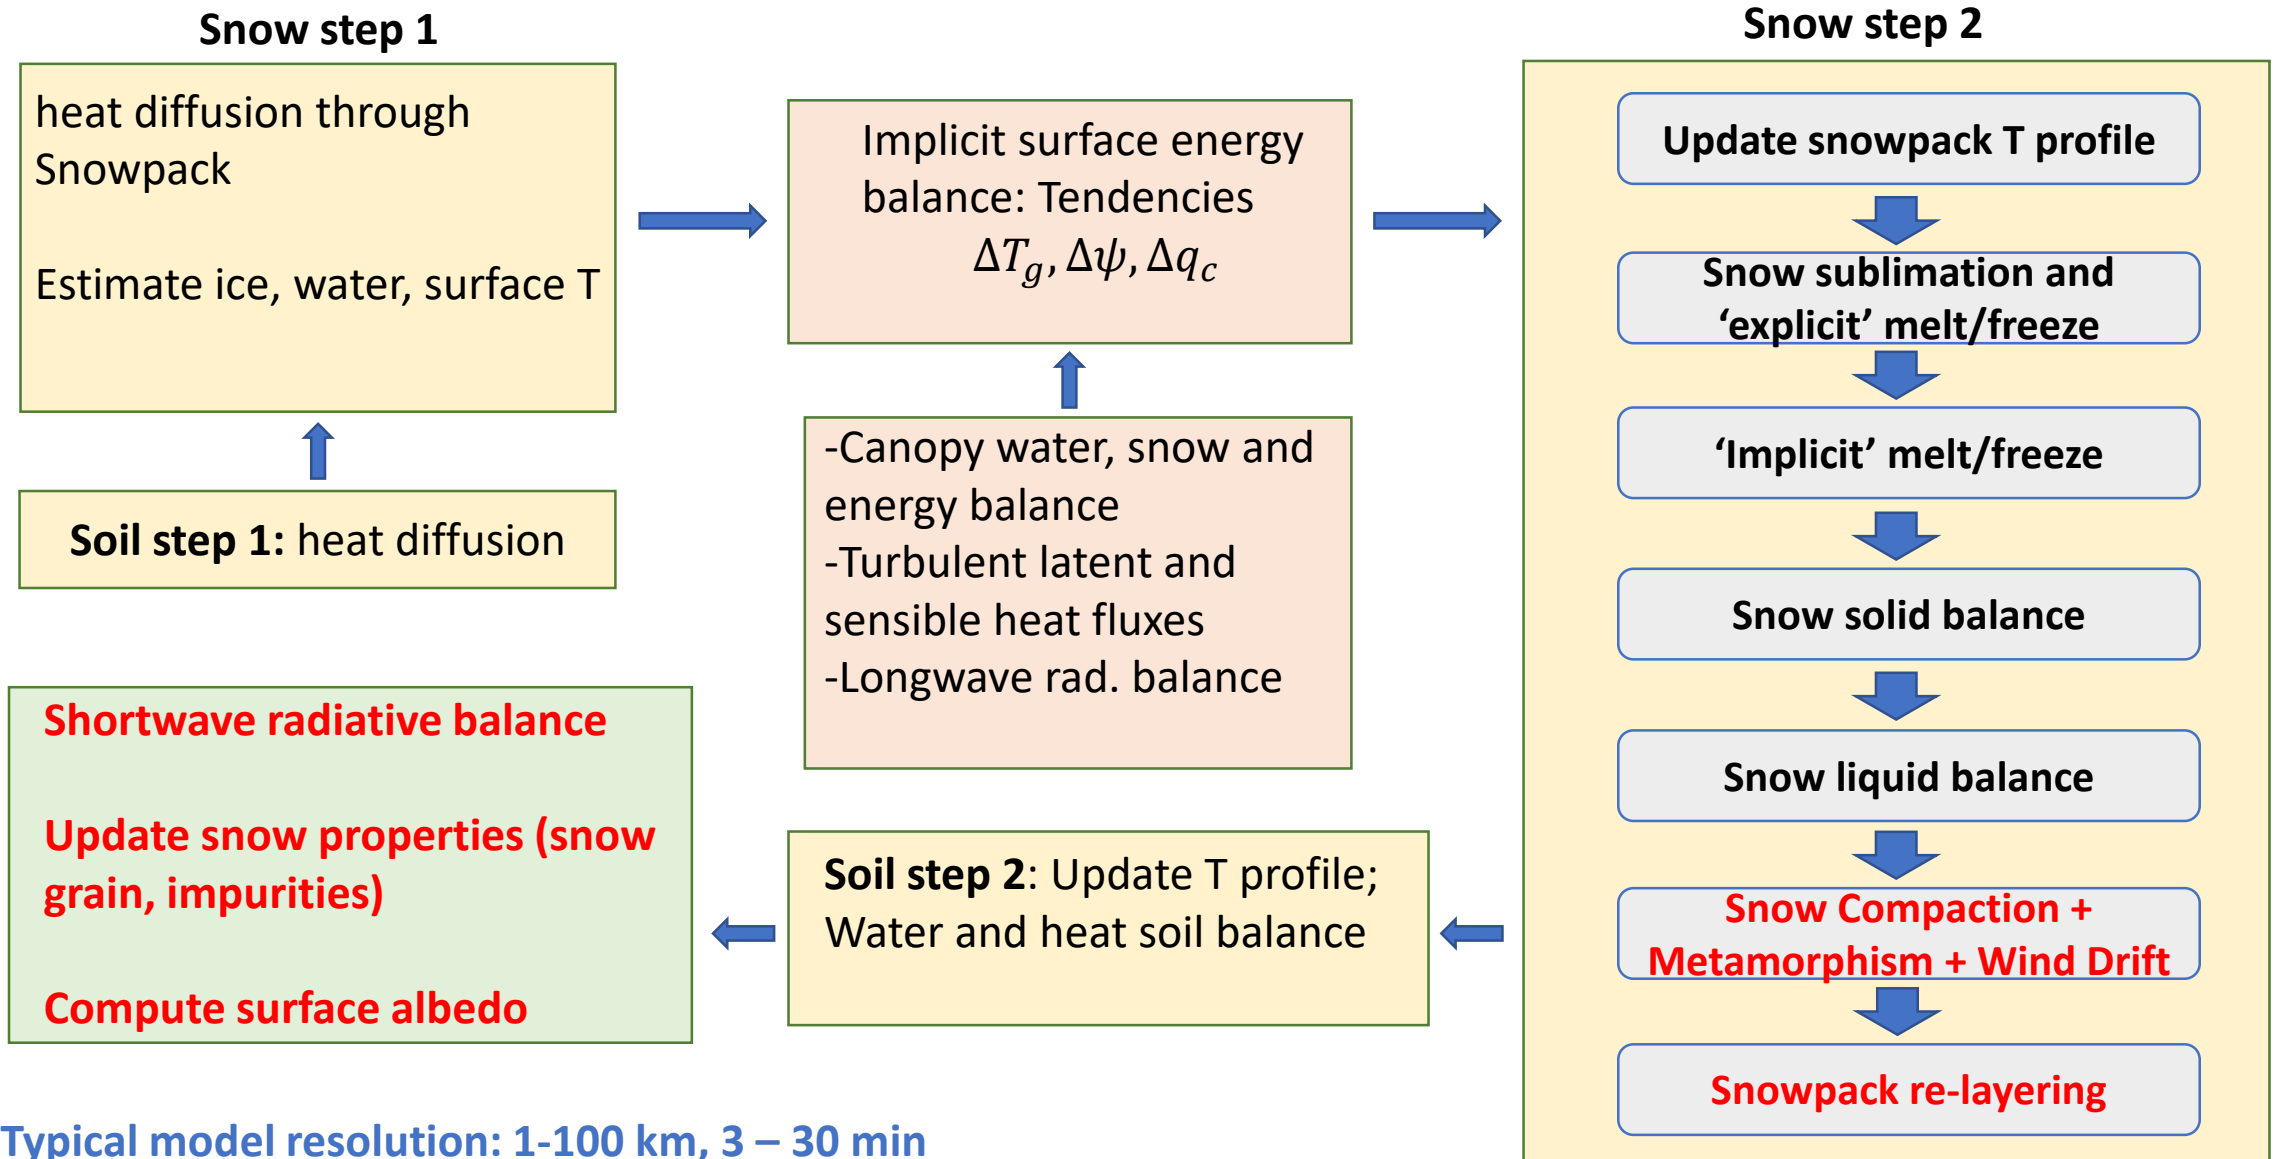 Snow step 1
heat diffusion through
Snowpack
Estimate ice, water, surface T
Soil step 1: heat diffusion
Implicit surface energy
balance: Tendencies
Δ𝑇𝑔, Δ𝜓, Δ𝑞𝑐
-Canopy water, snow and
energy balance
-Turbulent latent and
sensible heat fluxes
-Longwave rad. balance
Snow step 2
Update snowpack T profile
Snow sublimation and
‘explicit’ melt/freeze
‘Implicit’ melt/freeze
Snow solid balance
Snow liquid balance
Snow Compaction +
Metamorphism + Wind Drift
Snowpack re-layering
Soil step 2: Update T profile;
Water and heat soil balance
Shortwave radiative balance
Update snow properties (snow
grain, impurities)
Compute surface albedo
Typical model resolution: 1-100 km, 3 – 30 min